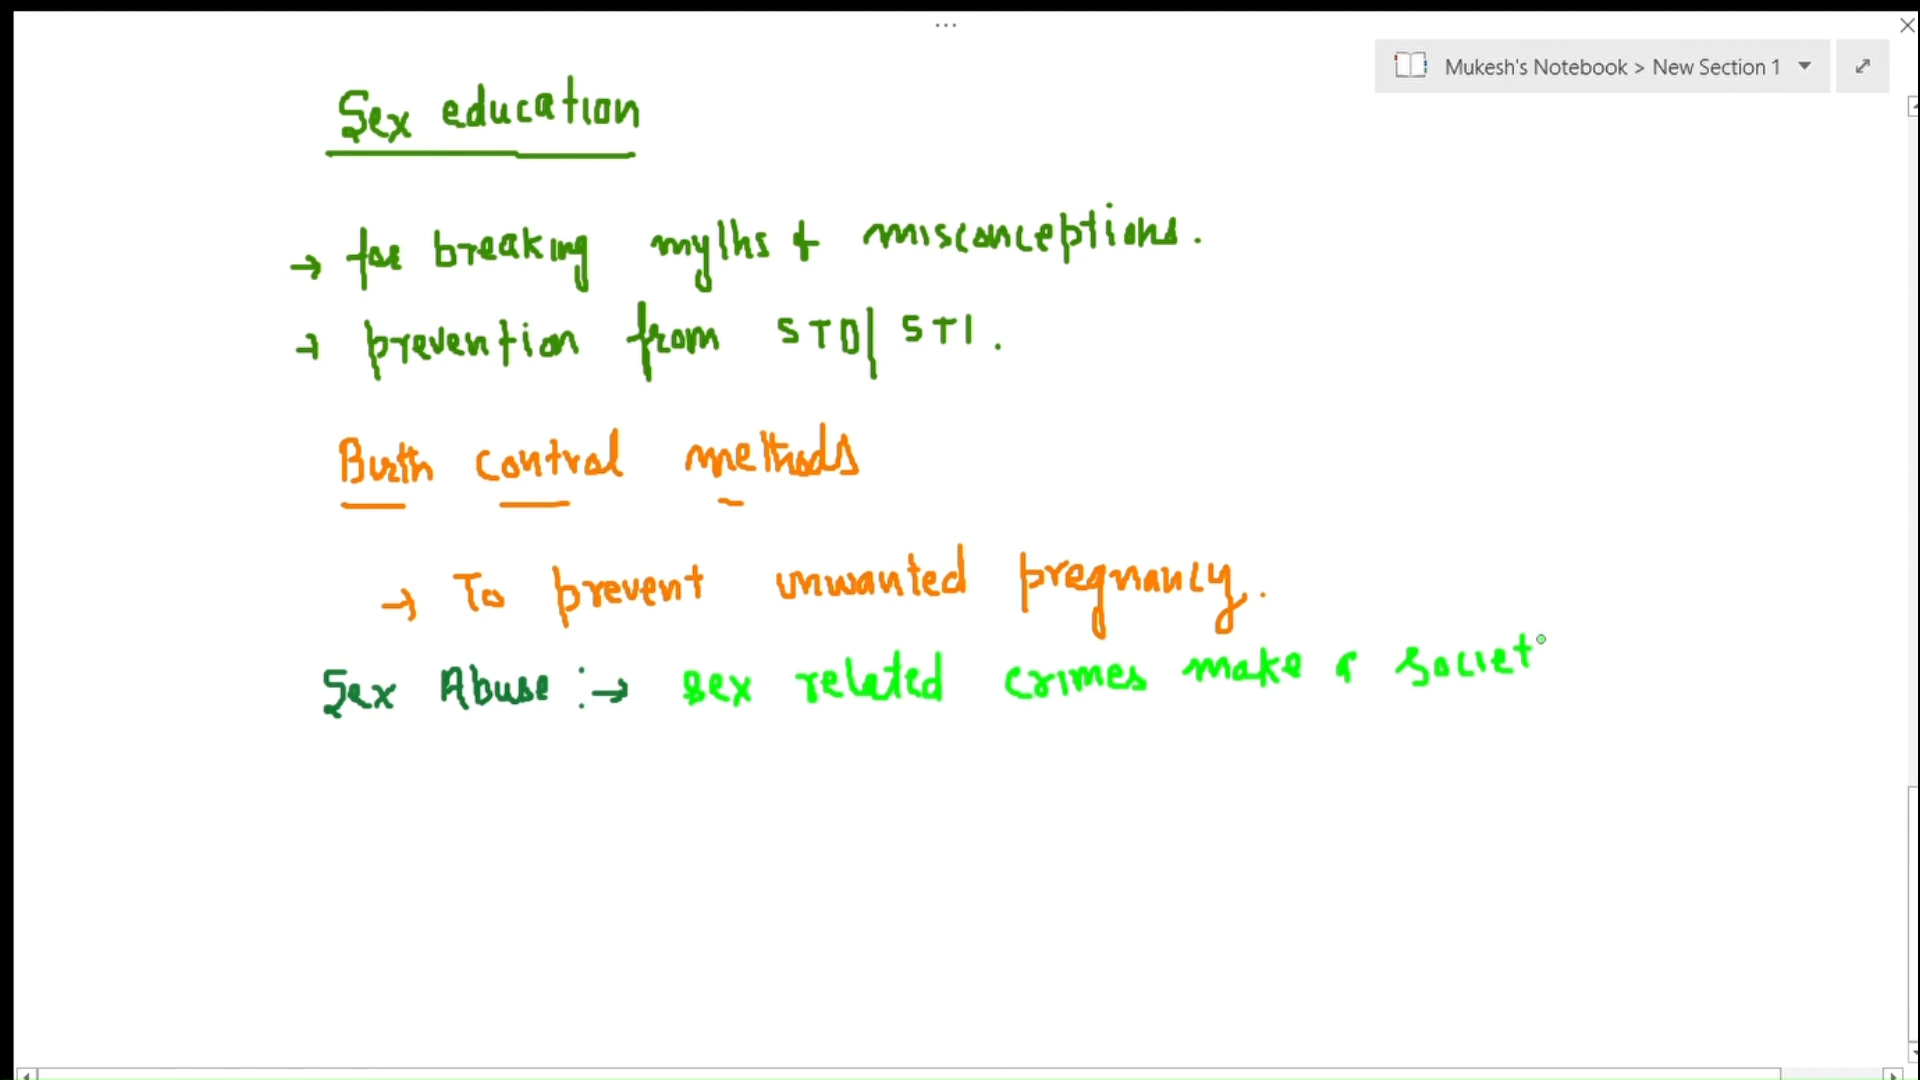 ...
Mukesh's Notebook > New Section 1
Sex education
→ for breaking myths & misconceptions.
→ prevention from STD| STI.
Birth control methods
→ To prevent unwanted pregnancy.
Sex Abuse :→ sex related crimes make a societ